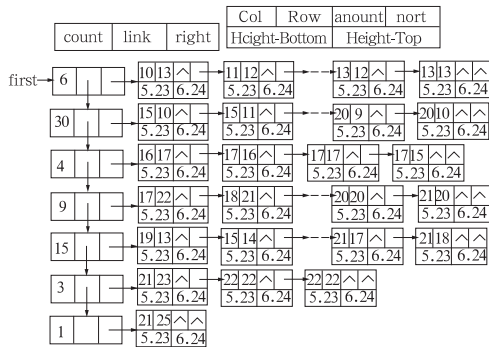 Col Row anount nort
count link right Hcight-Bottom Height-Top
first 6 10 13 ^ 11 12 ^ 13 12 ^ 13 13 ^ ^
5.23 6.24 5.23 6.24 5.23 6.24 5.23 6.24
30 15 10 ^ 15 11 ^ 20 9 ^ 20 10 ^ ^
5.23 6.24 5.23 6.24 5.23 6.24 5.23 6.24
4 16 17 ^ 17 16 ^ 17 17 ^ 17 15 ^ ^
5.23 6.24 5.23 6.24 5.23 6.24 5.23 6.24
9 17 22 ^ 18 21 ^ 20 20 ^ 21 20 ^ ^
5.23 6.24 5.23 6.24 5.23 6.24 5.23 6.24
15 19 13 ^ 15 14 ^ 21 17 ^ 21 18 ^ ^
5.23 6.24 5.23 6.24 5.23 6.24 5.23 6.24
3 21 23 ^ 22 22 ^ 22 22 ^ ^
5.23 6.24 5.23 6.24 5.23 6.24
1 21 25 ^ ^
5.23 6.24